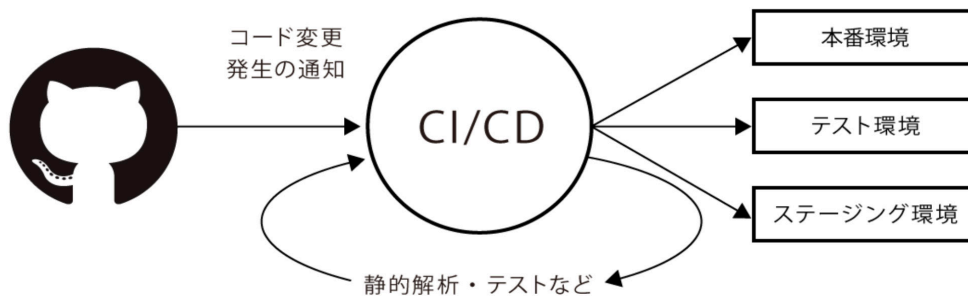 コード変更
発生の通知
CI/CD
本番環境
テスト環境
ステージング環境
静的解析・テストなど